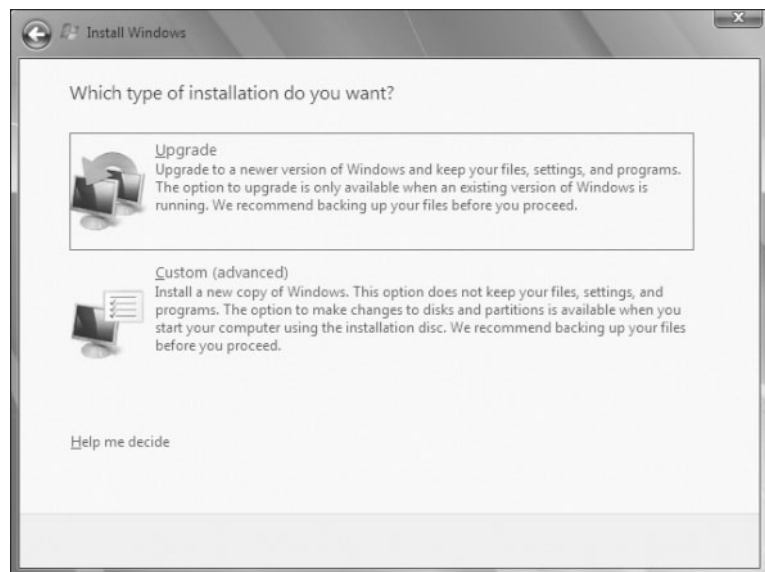 Install Windows
Which type of installation do you want?
Upgrade
Upgrade to a newer version of Windows and keep your files, settings, and programs.
The option to upgrade is only available when an existing version of Windows is
running. We recommend backing up your files before you proceed.
Custom (advanced)
Install a new copy of Windows. This option does not keep your files, settings, and
programs. The option to make changes to disks and partitions is available when you
start your computer using the installation disc. We recommend backing up your files
before you proceed.
Help me decide